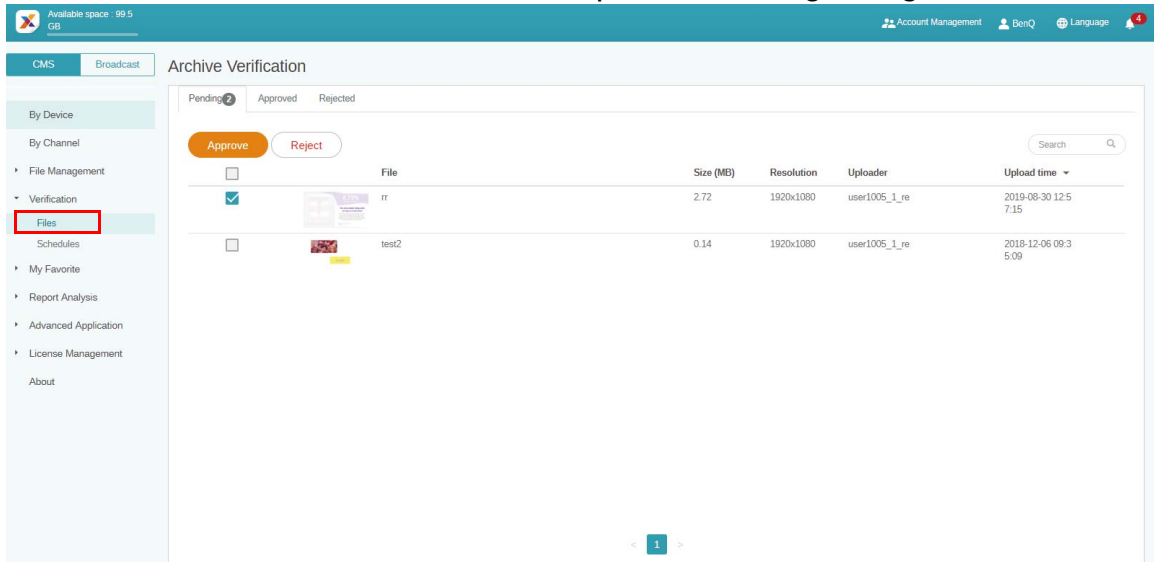 Available space : 99.5
GB
Account Management
BenQ
Language
4
CMS
Broadcast
Archive Verification
Pending 2
Approved
Rejected
By Device
By Channel
File Management
Verification
Files
Schedules
My Favorite
Report Analysis
Advanced Application
License Management
About
Approve
Reject
Search
File Size (MB) Resolution Uploader Upload time
rr 2.72 1920x1080 user1005_1_re 2019-08-30 12:5
7:15
test2 0.14 1920x1080 user1005_1_re 2018-12-06 09:3
5:09
< 1 >